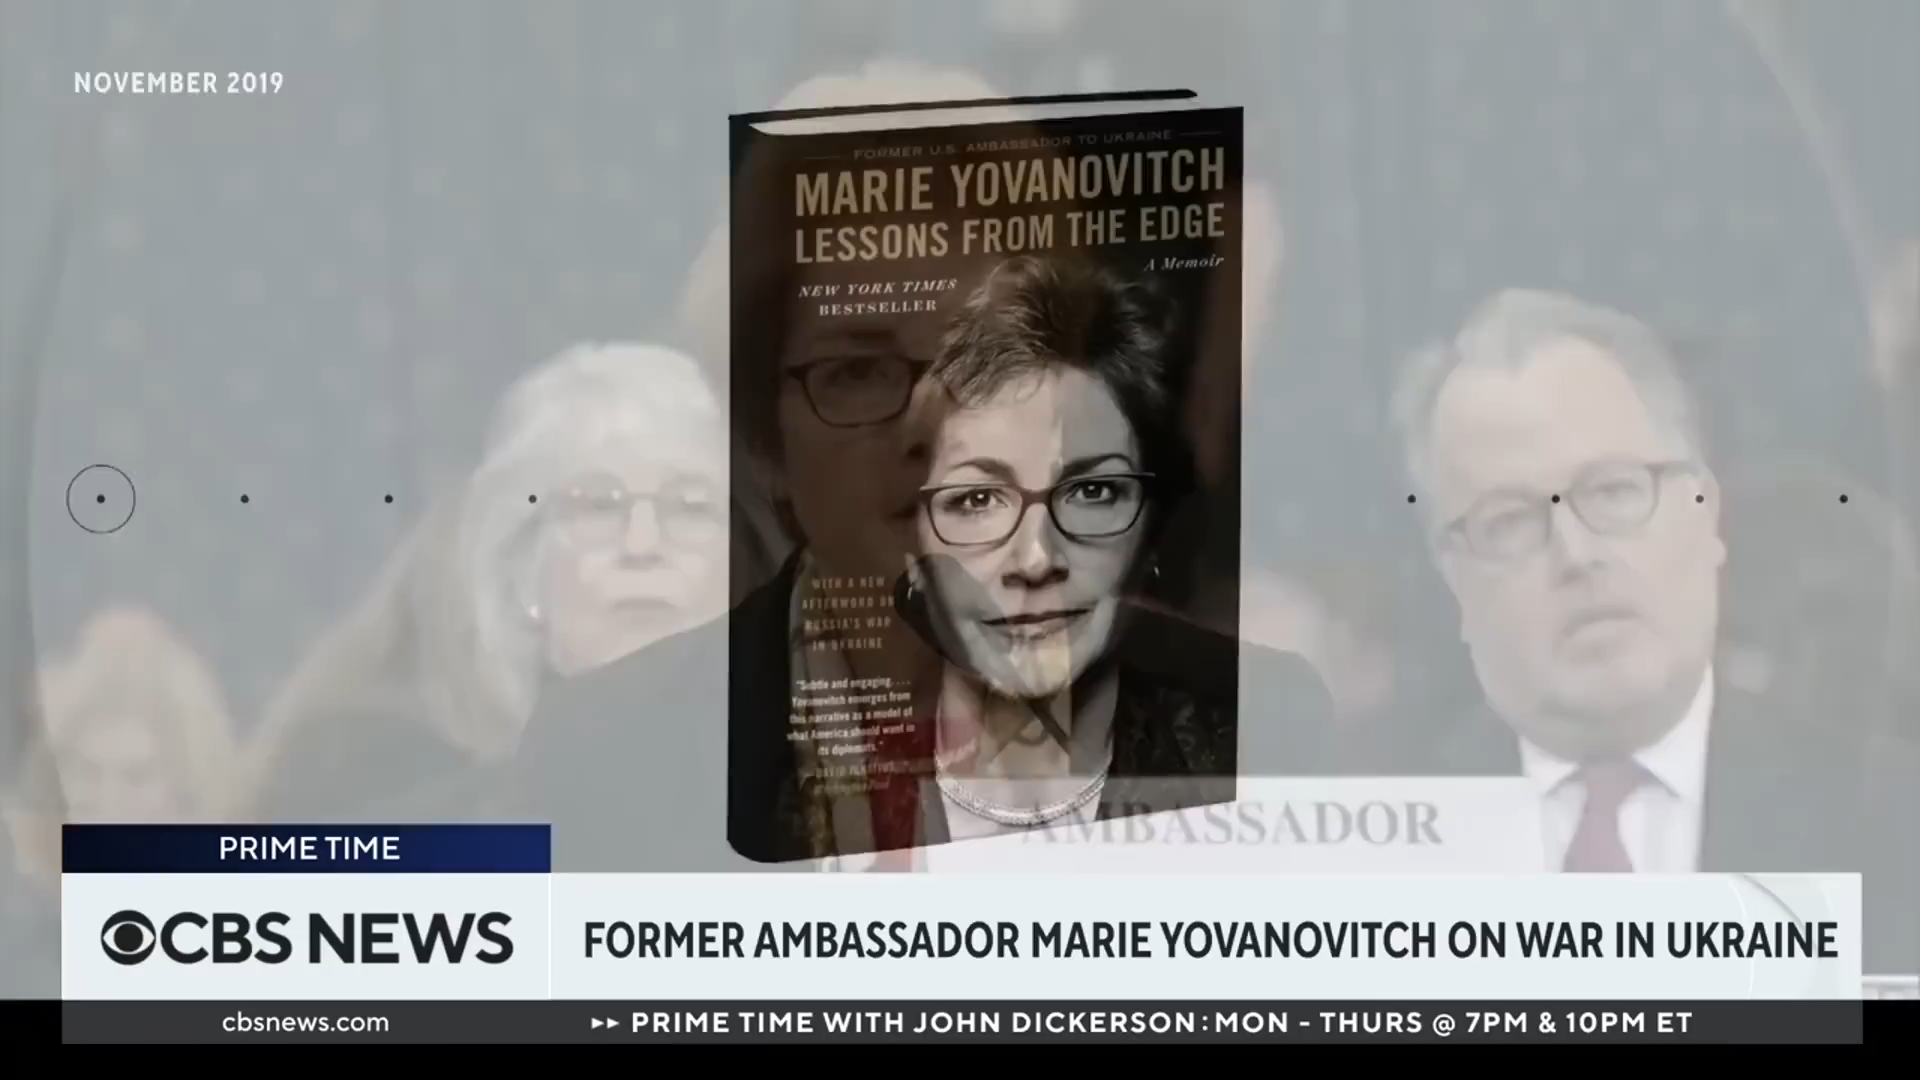 NOVEMBER 2019
FORMER U.S. AMBASSADOR TO UKRAINE
MARIE YOVANOVITCH
LESSONS FROM THE EDGE
A Memoir
NEW YORK TIMES
BESTSELLER
WITH A NEW
AFTERWORD ON
RUSSIA'S WAR
IN UKRAINE
"Subtle and engaging. . . .
Yovanovitch emerges from
this narrative as a model of
what America should want in
its diplomats."
AMBASSADOR
PRIME TIME
CBS NEWS
FORMER AMBASSADOR MARIE YOVANOVITCH ON WAR IN UKRAINE
cbsnews.com
PRIME TIME WITH JOHN DICKERSON: MON - THURS @ 7PM & 10PM ET